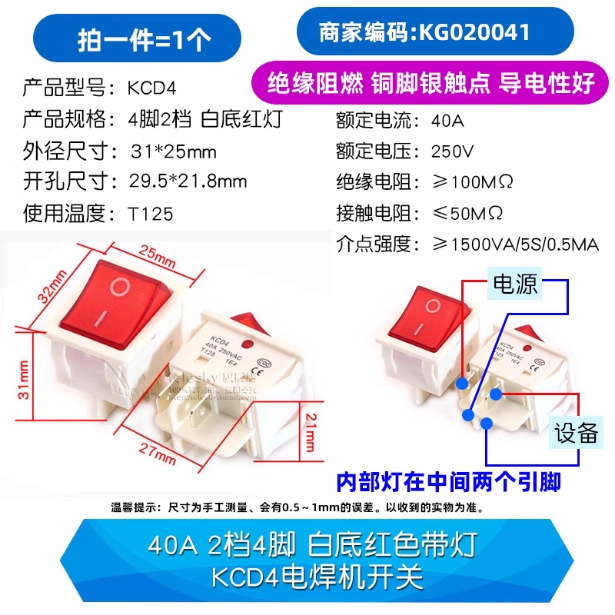 拍一件=1个
商家编码:KG020041
绝缘阻燃 铜脚银触点 导电性好
产品型号: KCD4
产品规格: 4脚2档 白底红灯
外径尺寸: 31*25mm
开孔尺寸: 29.5*21.8mm
使用温度: T125
额定电流: 40A
额定电压: 250V
绝缘电阻: ≥100MΩ
接触电阻: ≤50MΩ
介点强度: ≥1500VA/5S/0.5MA
25mm
32mm
31mm
27mm
21mm
KCD4
40A 250VAC
T125 1E4
CE
电源
设备
内部灯在中间两个引脚
温馨提示: 尺寸为手工测量、会有0.5~1mm的误差。以收到的实物为准。
40A 2档4脚 白底红色带灯
KCD4电焊机开关